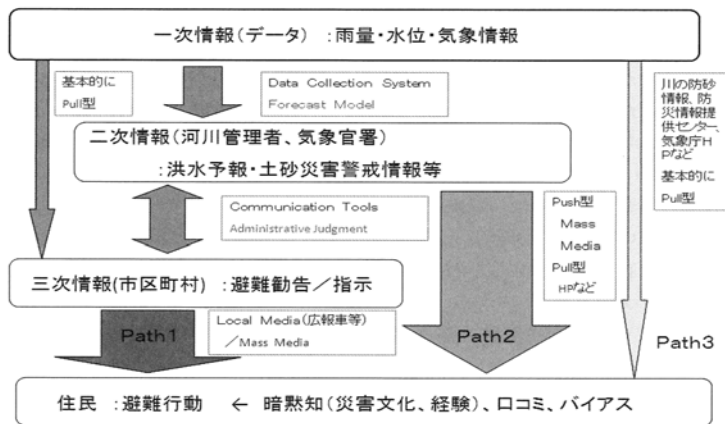 一次情報(データ) ：雨量・水位・気象情報
基本的に
Pull型
Data Collection System
Forecast Model
川の防砂
情報、防
災情報提
供センター、
気象庁H
Pなど
基本的に
Pull型
二次情報(河川管理者、気象官署)
：洪水予報・土砂災害警戒情報等
Communication Tools
Administrative Judgment
Push型
Mass
Media
Pull型
HPなど
三次情報(市区町村) ：避難勧告／指示
Path1
Local Media(広報車等)
／Mass Media
Path2
Path3
住民 ：避難行動 ← 暗黙知(災害文化、経験)、口コミ、バイアス